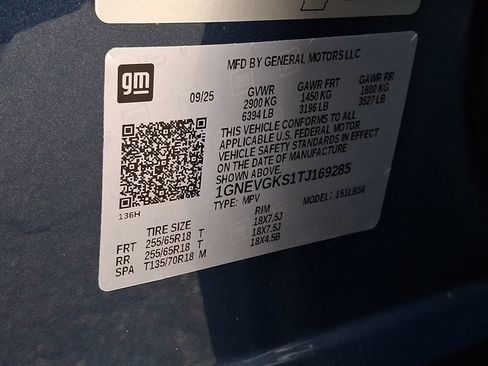 gm
MFD BY GENERAL MOTORS LLC
09/25
GVWR GAWR FRT GAWR RR
2900 KG 1450 KG 1600 KG
6394 LB 3196 LB 3527 LB
THIS VEHICLE CONFORMS TO ALL
APPLICABLE U.S. FEDERAL MOTOR
VEHICLE SAFETY STANDARDS IN EFFECT
ON THE DATE OF MANUFACTURE
SHOWN ABOVE.
1GNEVGKS1TJ169285
TYPE: MPV MODEL: 1S1LB56
136H
TIRE SIZE RIM
FRT 255/65R18 T 18X7.5J
RR 255/65R18 T 18X7.5J
SPA T135/70R18 M 18X4.5B